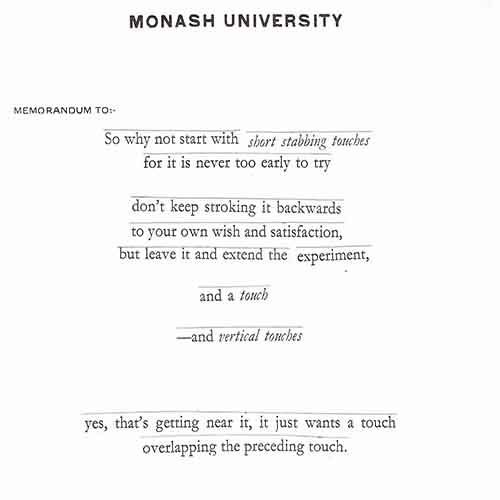 MONASH UNIVERSITY
MEMORANDUM TO:-
So why not start with short stabbing touches
for it is never too early to try
don't keep stroking it backwards
to your own wish and satisfaction,
but leave it and extend the experiment,
and a touch
—and vertical touches
yes, that's getting near it, it just wants a touch
overlapping the preceding touch.